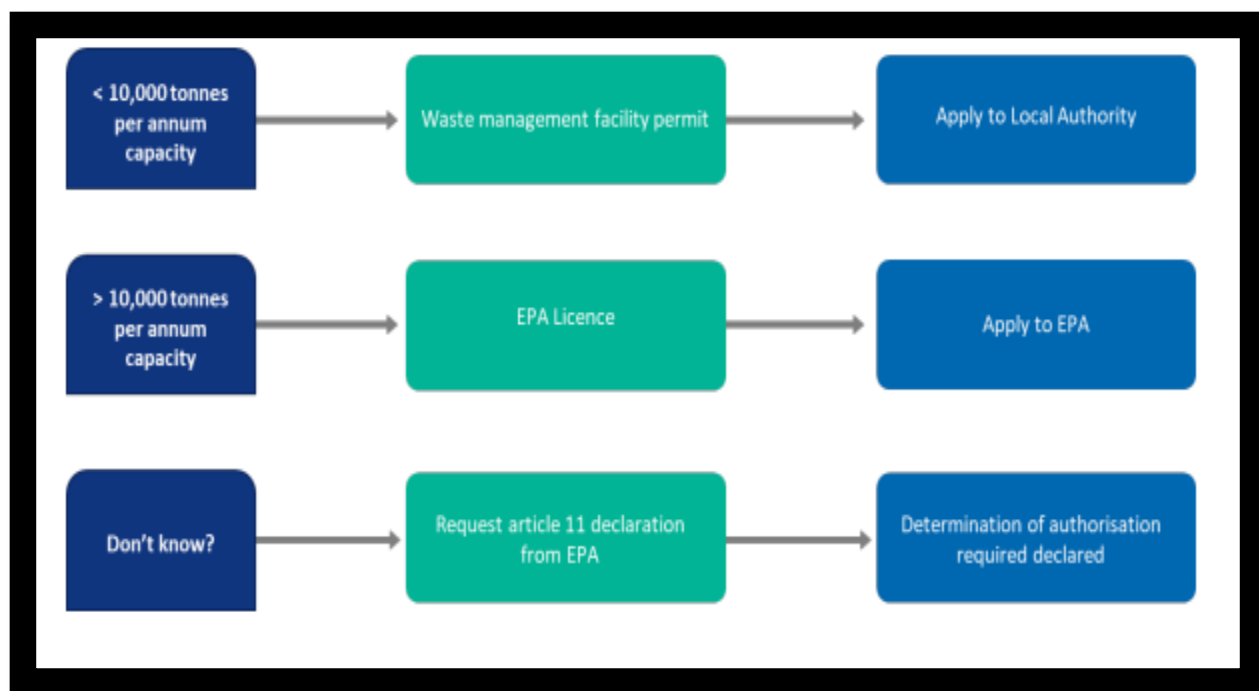 < 10,000 tonnes
per annum
capacity
Waste management facility permit
Apply to Local Authority
> 10,000 tonnes
per annum
capacity
EPA Licence
Apply to EPA
Don't know?
Request article 11 declaration
from EPA
Determination of authorisation
required declared